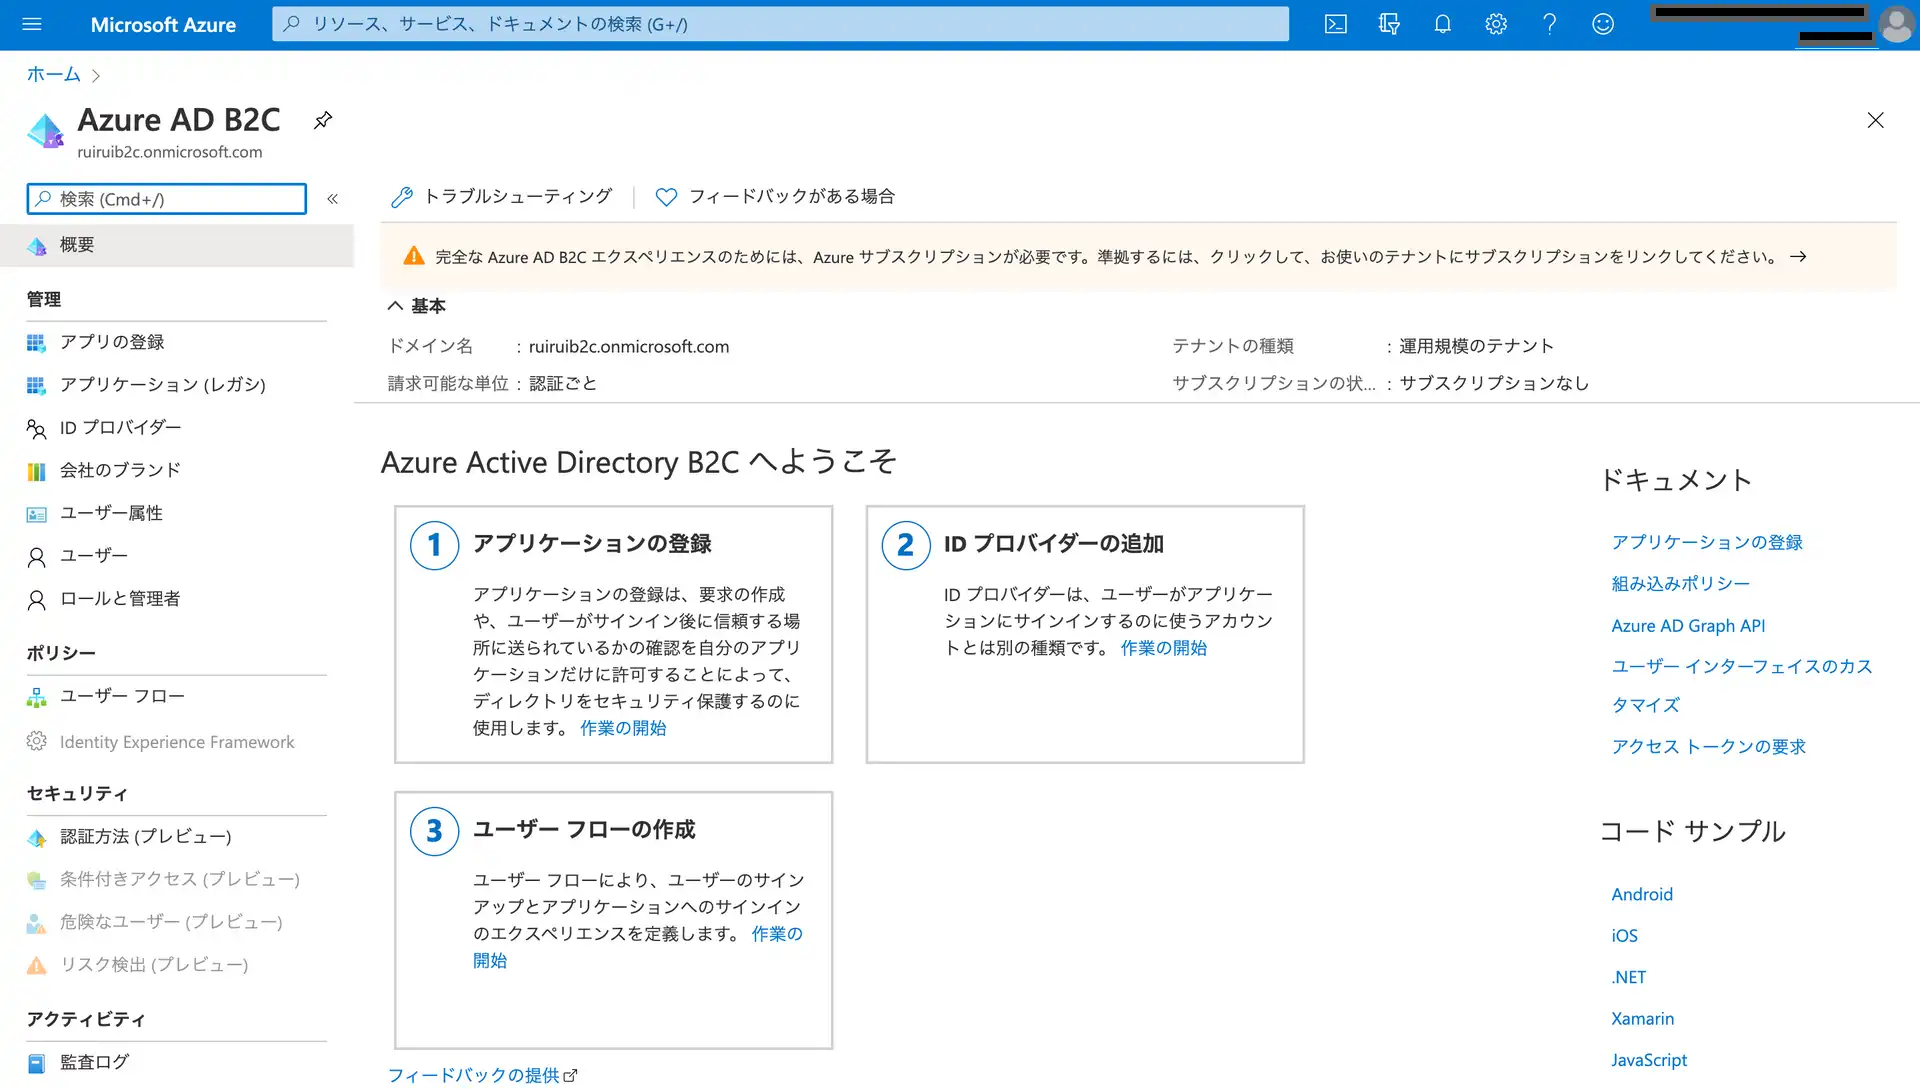 Microsoft Azure
リソース、サービス、ドキュメントの検索 (G+/)
ホーム
Azure AD B2C
ruiruib2c.onmicrosoft.com
検索 (Cmd+/)
概要
管理
アプリの登録
アプリケーション (レガシ)
ID プロバイダー
会社のブランド
ユーザー属性
ユーザー
ロールと管理者
ポリシー
ユーザー フロー
Identity Experience Framework
セキュリティ
認証方法 (プレビュー)
条件付きアクセス (プレビュー)
危険なユーザー (プレビュー)
リスク検出 (プレビュー)
アクティビティ
監査ログ
トラブルシューティング
フィードバックがある場合
完全な Azure AD B2C エクスペリエンスのためには、Azure サブスクリプションが必要です。準拠するには、クリックして、お使いのテナントにサブスクリプションをリンクしてください。 →
基本
ドメイン名 : ruiruib2c.onmicrosoft.com
請求可能な単位 : 認証ごと
テナントの種類 : 運用規模のテナント
サブスクリプションの状... : サブスクリプションなし
Azure Active Directory B2C へようこそ
1 アプリケーションの登録
アプリケーションの登録は、要求の作成
や、ユーザーがサインイン後に信頼する場
所に送られているかの確認を自分のアプリ
ケーションだけに許可することによって、
ディレクトリをセキュリティ保護するのに
使用します。 作業の開始
2 ID プロバイダーの追加
ID プロバイダーは、ユーザーがアプリケー
ションにサインインするのに使うアカウン
トとは別の種類です。 作業の開始
3 ユーザー フローの作成
ユーザー フローにより、ユーザーのサイン
アップとアプリケーションへのサインイン
のエクスペリエンスを定義します。 作業の
開始
フィードバックの提供
ドキュメント
アプリケーションの登録
組み込みポリシー
Azure AD Graph API
ユーザー インターフェイスのカス
タマイズ
アクセス トークンの要求
コード サンプル
Android
iOS
.NET
Xamarin
JavaScript